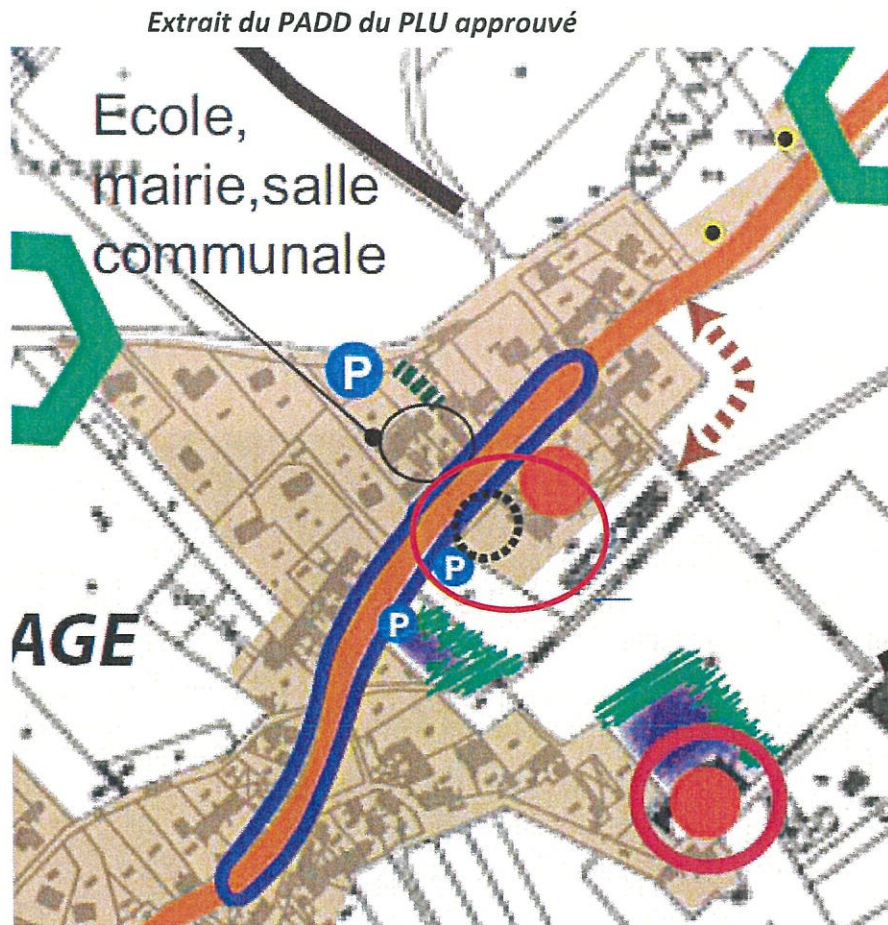 Extrait du PADD du PLU approuvé
Ecole,
mairie,salle
communale
P
P
P
AGE